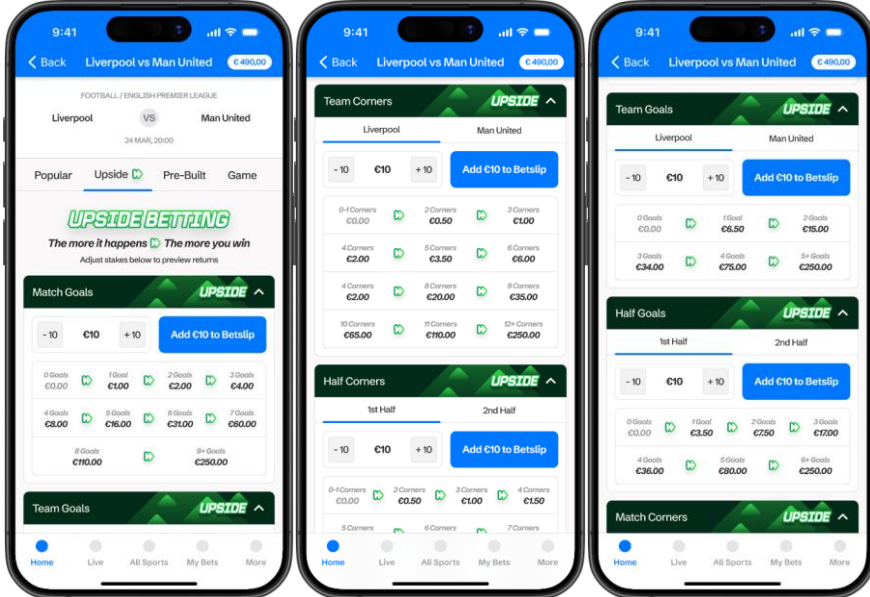 9:41
Back Liverpool vs Man United €490,00
FOOTBALL / ENGLISH PREMIER LEAGUE
Liverpool VS Man United
24 MAR, 20:00
Popular Upside Pre-Built Game
UPSIDE BETTING
The more it happens The more you win
Adjust stakes below to preview returns
Match Goals UPSIDE
- 10 €10 + 10 Add €10 to Betslip
0 Goals 1 Goal 2 Goals 3 Goals
€0.00 €1.00 €2.00 €4.00
4 Goals 5 Goals 6 Goals 7 Goals
€8.00 €16.00 €31.00 €60.00
8 Goals 9+ Goals
€110.00 €250.00
Team Goals UPSIDE
Home Live All Sports My Bets More
9:41
Back Liverpool vs Man United €490,00
Team Corners UPSIDE
Liverpool Man United
- 10 €10 + 10 Add €10 to Betslip
0-1 Corners 2 Corners 3 Corners
€0.00 €0.50 €1.00
4 Corners 5 Corners 6 Corners
€2.00 €3.50 €6.00
4 Corners 8 Corners 9 Corners
€2.00 €20.00 €35.00
10 Corners 11 Corners 12+ Corners
€65.00 €110.00 €250.00
Half Corners UPSIDE
1st Half 2nd Half
- 10 €10 + 10 Add €10 to Betslip
0-1 Corners 2 Corners 3 Corners 4 Corners
€0.00 €0.50 €1.00 €1.50
5 Corners 6 Corners 7 Corners
Home Live All Sports My Bets More
9:41
Back Liverpool vs Man United €490,00
Team Goals UPSIDE
Liverpool Man United
- 10 €10 + 10 Add €10 to Betslip
0 Goals 1 Goal 2 Goals
€0.00 €6.50 €15.00
3 Goals 4 Goals 5+ Goals
€34.00 €75.00 €250.00
Half Goals UPSIDE
1st Half 2nd Half
- 10 €10 + 10 Add €10 to Betslip
0 Goals 1 Goal 2 Goals 3 Goals
€0.00 €3.50 €7.50 €17.00
4 Goals 5 Goals 6+ Goals
€36.00 €80.00 €250.00
Match Corners UPSIDE
Home Live All Sports My Bets More